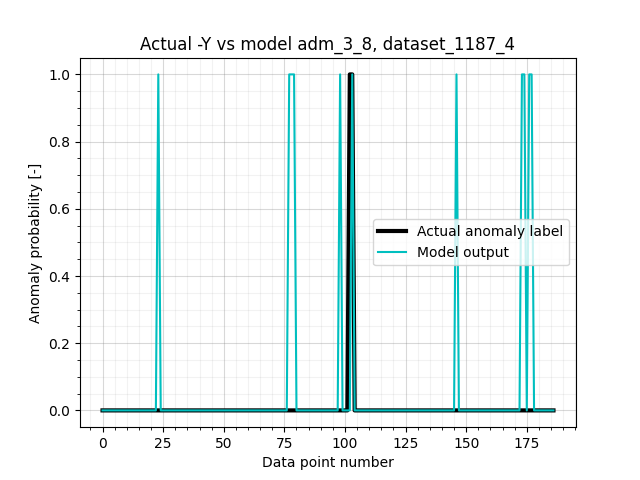 Actual -Y vs model adm_3_8, dataset_1187_4
1.0
0.8
0.6
0.4
0.2
0.0
Anomaly probability [-]
Actual anomaly label
Model output
0 25 50 75 100 125 150 175
Data point number